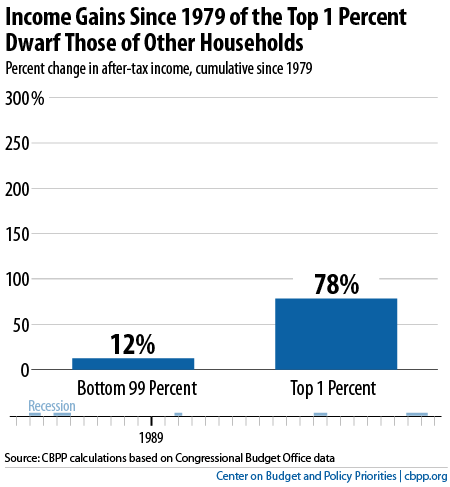 Income Gains Since 1979 of the Top 1 Percent
Dwarf Those of Other Households
Percent change in after-tax income, cumulative since 1979
300%
250
200
150
100
50
0
12%
78%
Bottom 99 Percent
Top 1 Percent
Recession
1989
Source: CBPP calculations based on Congressional Budget Office data
Center on Budget and Policy Priorities | cbpp.org